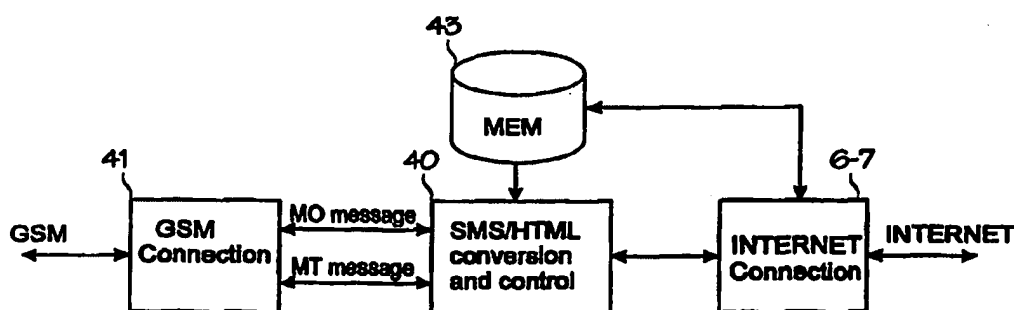 43
MEM
41
40
6-7
GSM
GSM
Connection
MO message
MT message
SMS/HTML
conversion
and control
INTERNET
Connection
INTERNET